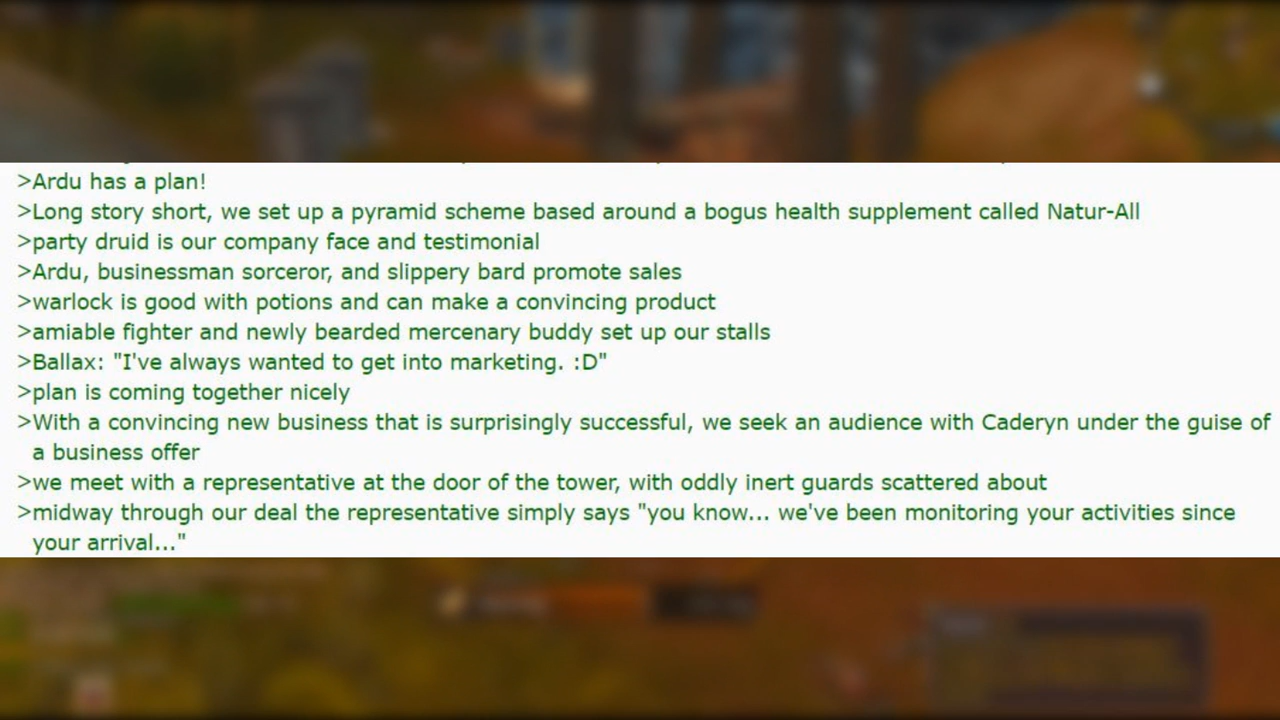 >Ardu has a plan!
>Long story short, we set up a pyramid scheme based around a bogus health supplement called Natur-All
>party druid is our company face and testimonial
>Ardu, businessman sorceror, and slippery bard promote sales
>warlock is good with potions and can make a convincing product
>amiable fighter and newly bearded mercenary buddy set up our stalls
>Ballax: "I've always wanted to get into marketing. :D"
>plan is coming together nicely
>With a convincing new business that is surprisingly successful, we seek an audience with Caderyn under the guise of
a business offer
>we meet with a representative at the door of the tower, with oddly inert guards scattered about
>midway through our deal the representative simply says "you know... we've been monitoring your activities since
your arrival..."